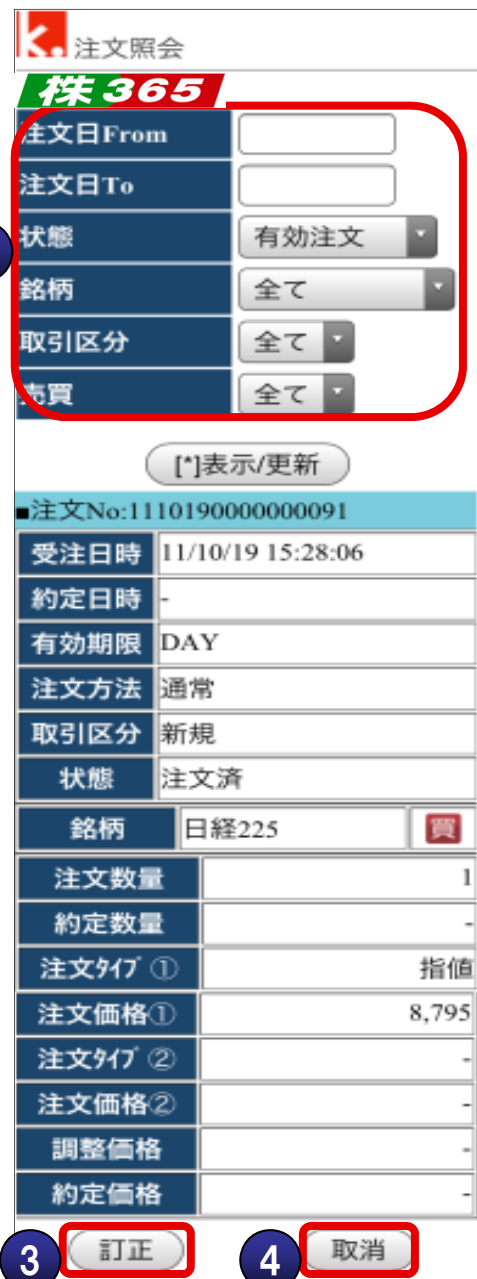 k. 注文照会
株365
注文日From
注文日To
状態 有効注文
銘柄 全て
取引区分 全て
売買 全て
[*]表示/更新
■注文No:1110190000000091
受注日時 11/10/19 15:28:06
約定日時 -
有効期限 DAY
注文方法 通常
取引区分 新規
状態 注文済
銘柄 日経225 買
注文数量 1
約定数量 -
注文ﾀｲﾌﾟ① 指値
注文価格① 8,795
注文ﾀｲﾌﾟ② -
注文価格② -
調整価格 -
約定価格 -
3 訂正 4 取消